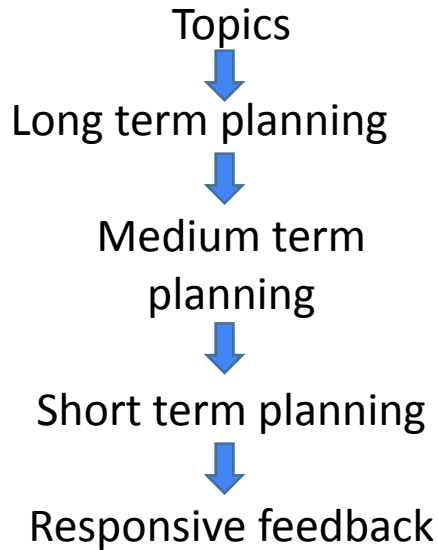 Topics
Long term planning
Medium term
planning
Short term planning
Responsive feedback